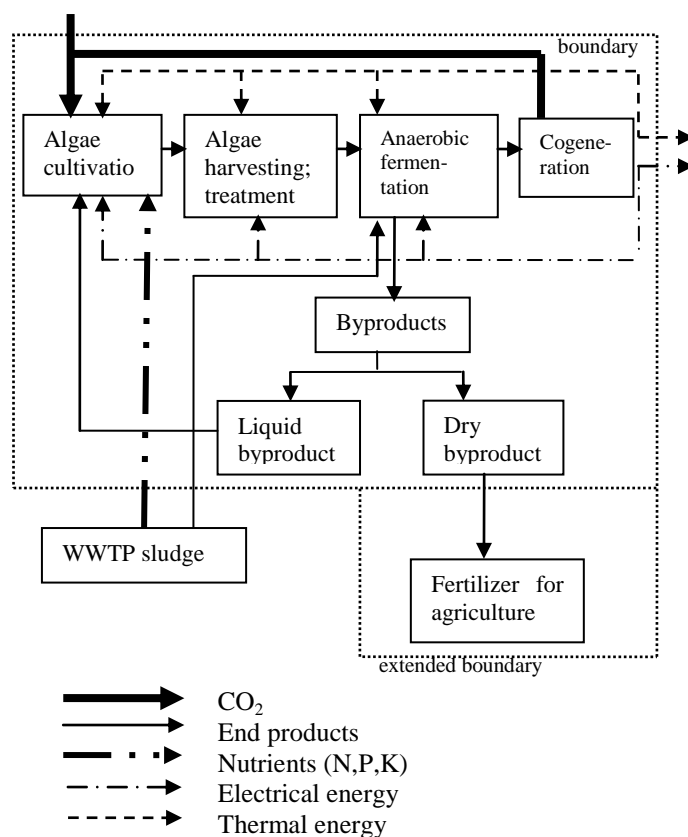 boundary
Algae
cultivatio
Algae
harvesting;
treatment
Anaerobic
fermen-
tation
Cogene-
ration
Byproducts
Liquid
byproduct
Dry
byproduct
WWTP sludge
Fertilizer for
agriculture
extended boundary
CO₂
End products
Nutrients (N,P,K)
Electrical energy
Thermal energy